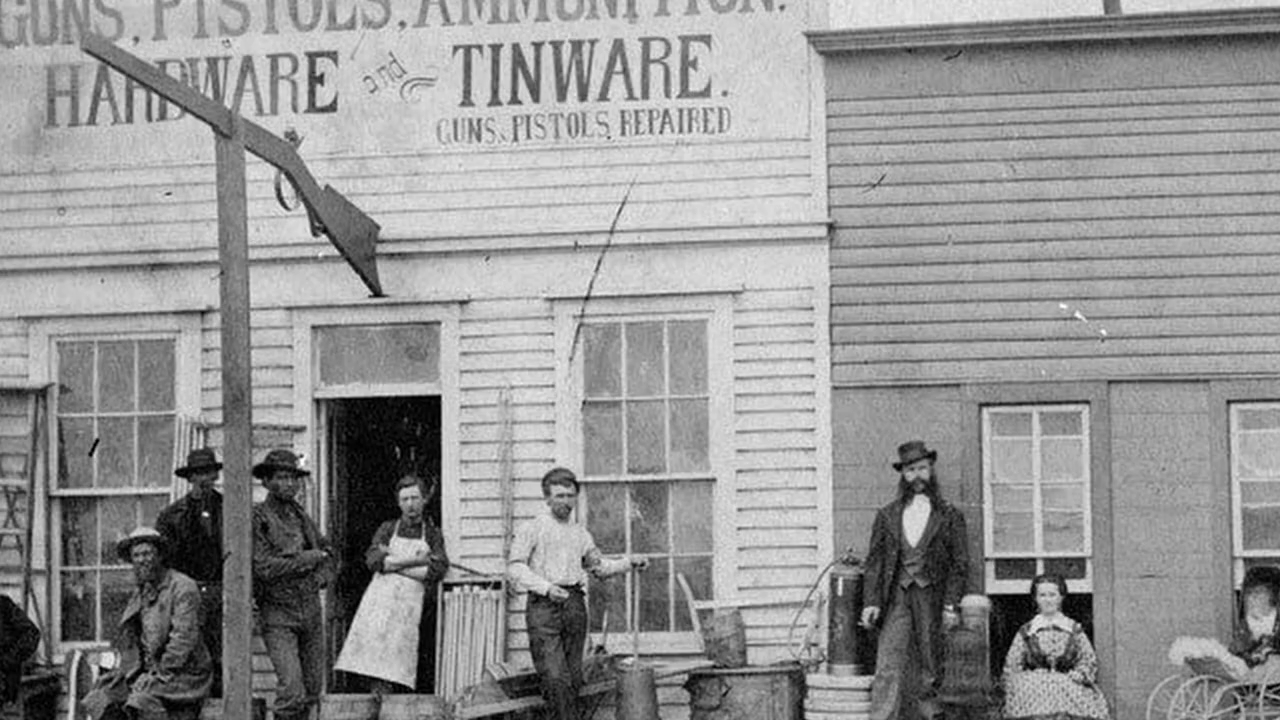 GUNS, PISTOLS, AMMUNITION.
HARDWARE and TINWARE.
GUNS, PISTOLS, REPAIRED